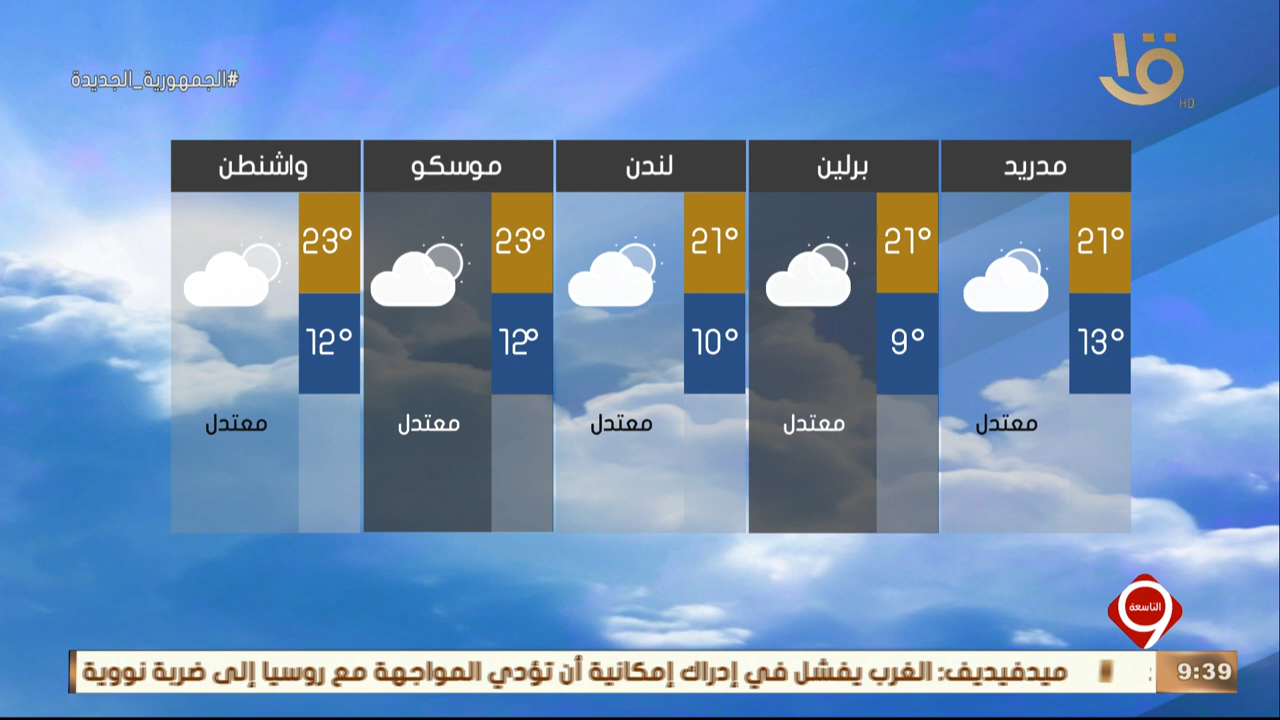 #الجمهورية_الجديدة
HD
مدريد
21°
13°
معتدل
برلين
21°
9°
معتدل
لندن
21°
10°
معتدل
موسكو
23°
12°
معتدل
واشنطن
23°
12°
معتدل
التاسعة
9
9:39
ميدفيديف: الغرب يفشل في إدراك إمكانية أن تؤدي المواجهة مع روسيا إلى ضربة نووية